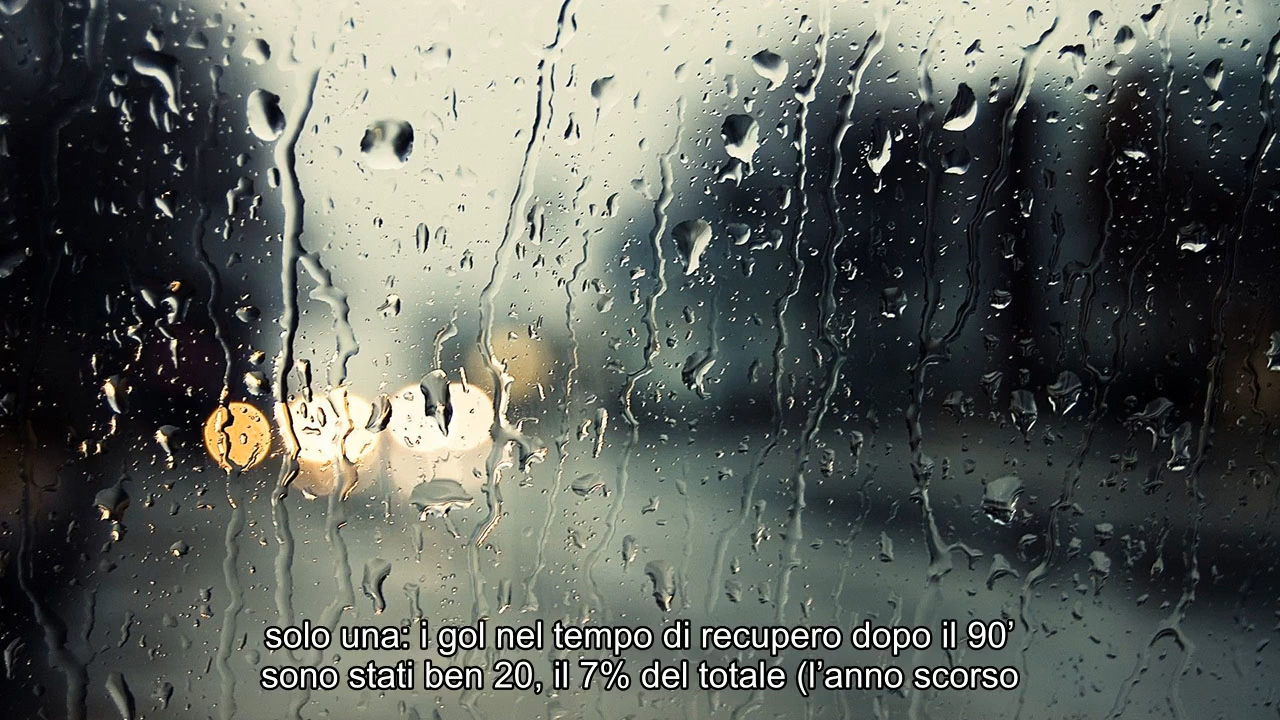 solo una: i gol nel tempo di recupero dopo il 90’
sono stati ben 20, il 7% del totale (l’anno scorso